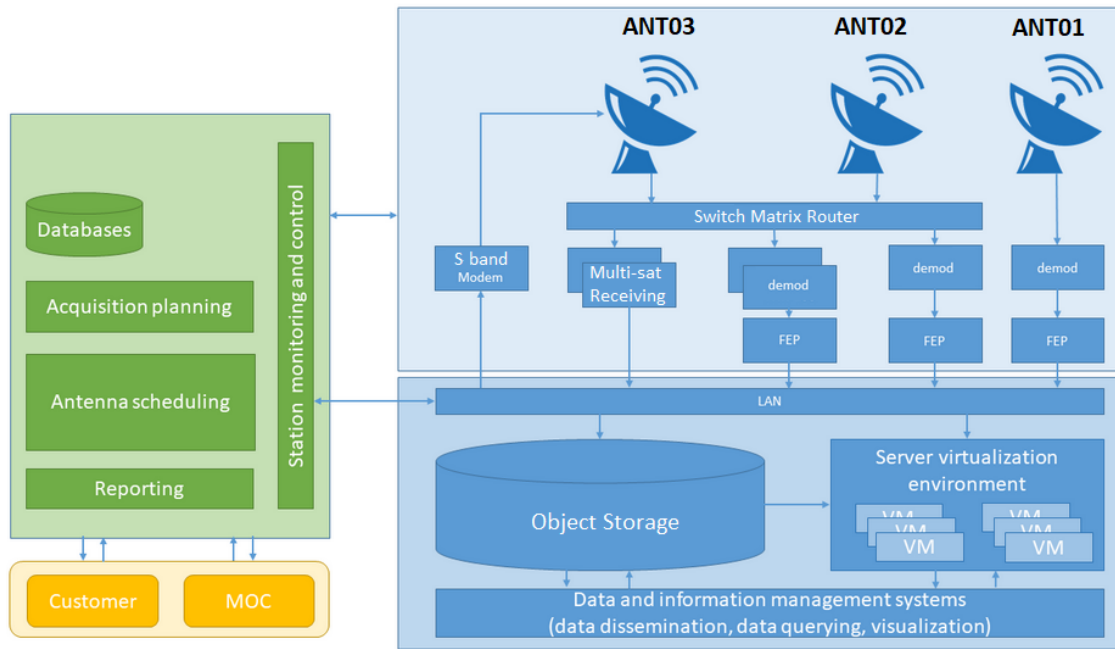 ANT03
ANT02
ANT01
Station monitoring and control
Databases
Acquisition planning
Antenna scheduling
Reporting
Customer
MOC
S band
Modem
Switch Matrix Router
Multi-sat
Receiving
demod
demod
demod
FEP
FEP
FEP
LAN
Object Storage
Server virtualization
environment
VM
VM
VM
VM
VM
VM
Data and information management systems
(data dissemination, data querying, visualization)